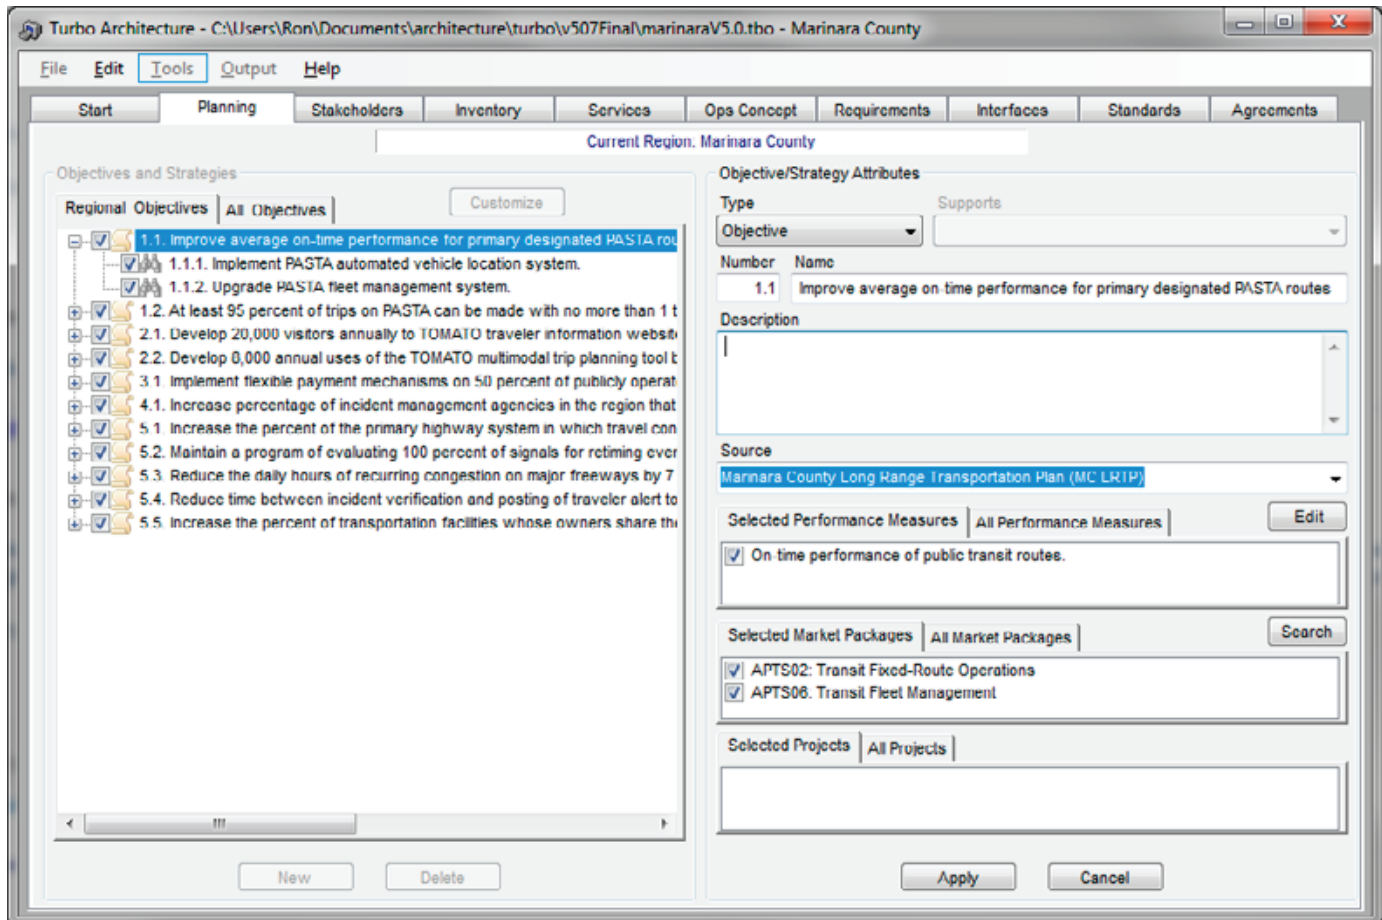 Turbo Architecture - C:\Users\Ron\Documents\architecture\turbo\v507Final\marinaraV5.0.tbo - Marinara County
File Edit Tools Output Help
Start Planning Stakeholders Inventory Services Ops Concept Requirements Interfaces Standards Agreements
Current Region: Marinara County
Objectives and Strategies
Regional Objectives All Objectives Customize
1.1. Improve average on-time performance for primary designated PASTA rou
1.1.1. Implement PASTA automated vehicle location system.
1.1.2. Upgrade PASTA fleet management system.
1.2. At least 95 percent of trips on PASTA can be made with no more than 1 t
2.1. Develop 20,000 visitors annually to TOMATO traveler information website
2.2. Develop 8,000 annual uses of the TOMATO multimodal trip planning tool b
3.1. Implement flexible payment mechanisms on 50 percent of publicly operat
4.1. Increase percentage of incident management agencies in the region that
5.1. Increase the percent of the primary highway system in which travel con
5.2. Maintain a program of evaluating 100 percent of signals for retiming ever
5.3. Reduce the daily hours of recurring congestion on major freeways by 7
5.4. Reduce time between incident verification and posting of traveler alert to
5.5. Increase the percent of transportation facilities whose owners share the
New Delete
Objective/Strategy Attributes
Type Supports
Objective
Number Name
1.1 Improve average on-time performance for primary designated PASTA routes
Description
Source
Marinara County Long Range Transportation Plan (MC LRTP)
Selected Performance Measures All Performance Measures Edit
On-time performance of public transit routes.
Selected Market Packages All Market Packages Search
APTS02: Transit Fixed-Route Operations
APTS06: Transit Fleet Management
Selected Projects All Projects
Apply Cancel